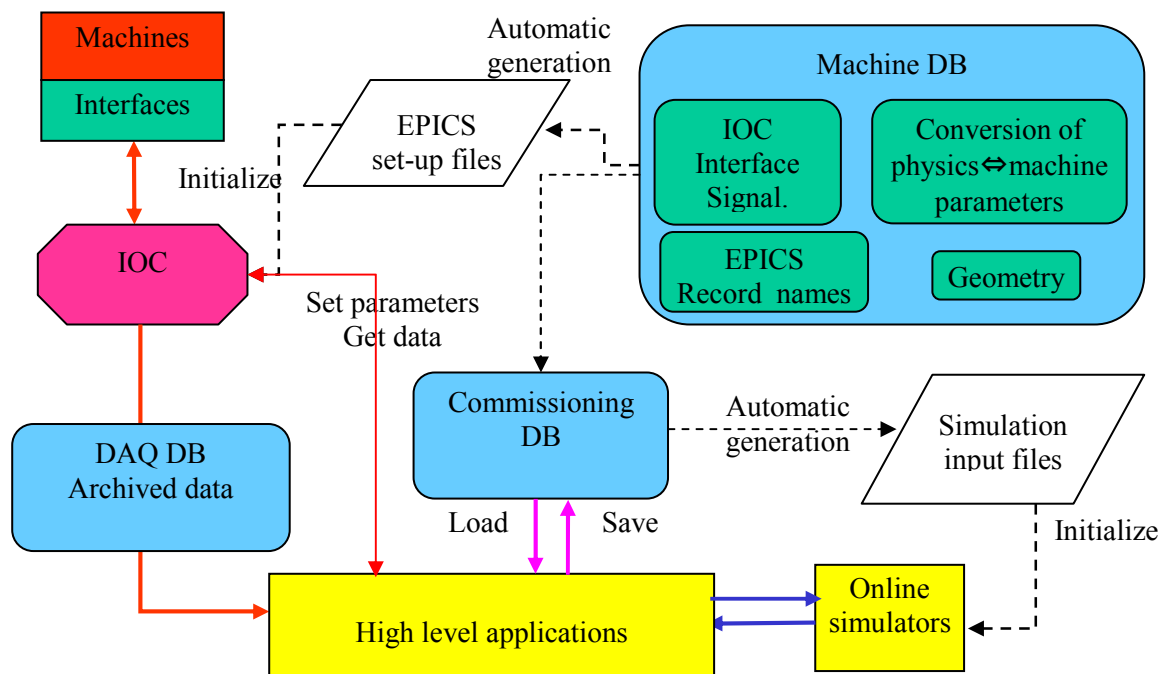 Machines
Interfaces
Automatic
generation
EPICS
set-up files
Initialize
Machine DB
IOC
Interface
Signal.
Conversion of
physics⇔machine
parameters
EPICS
Record names
Geometry
IOC
Set parameters
Get data
Commissioning
DB
Automatic
generation
Simulation
input files
DAQ DB
Archived data
Load
Save
Initialize
High level applications
Online
simulators